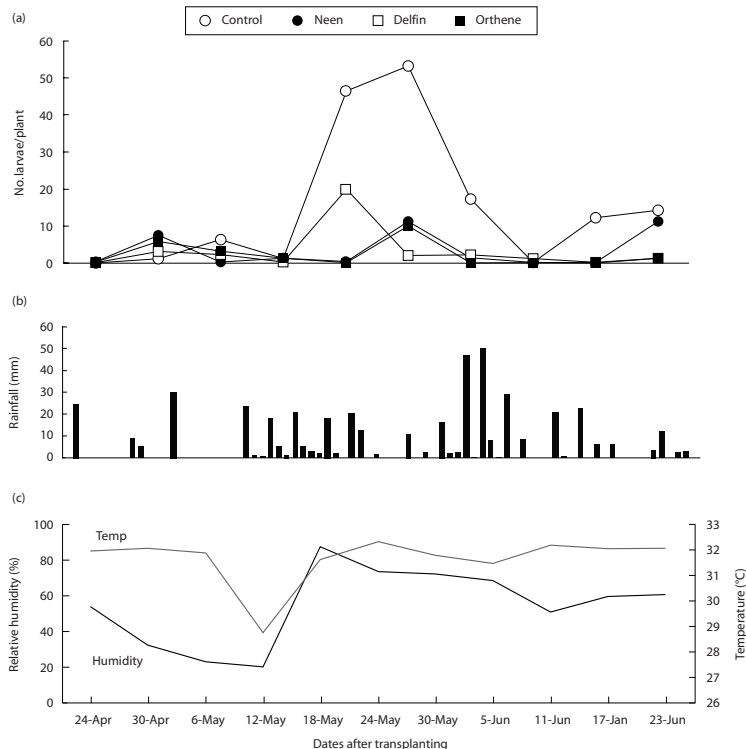 (a)
Control Neen Delfin Orthene
60
50
40
30
20
10
0
No.larvae/plant
(b)
60
50
40
30
20
10
0
Rainfall (mm)
(c)
100
80
60
40
20
0
Relative humidity (%)
Temp
Humidity
33
32
31
30
29
28
27
26
Temperature (°C)
24-Apr 30-Apr 6-May 12-May 18-May 24-May 30-May 5-Jun 11-Jun 17-Jan 23-Jun
Dates after transplanting